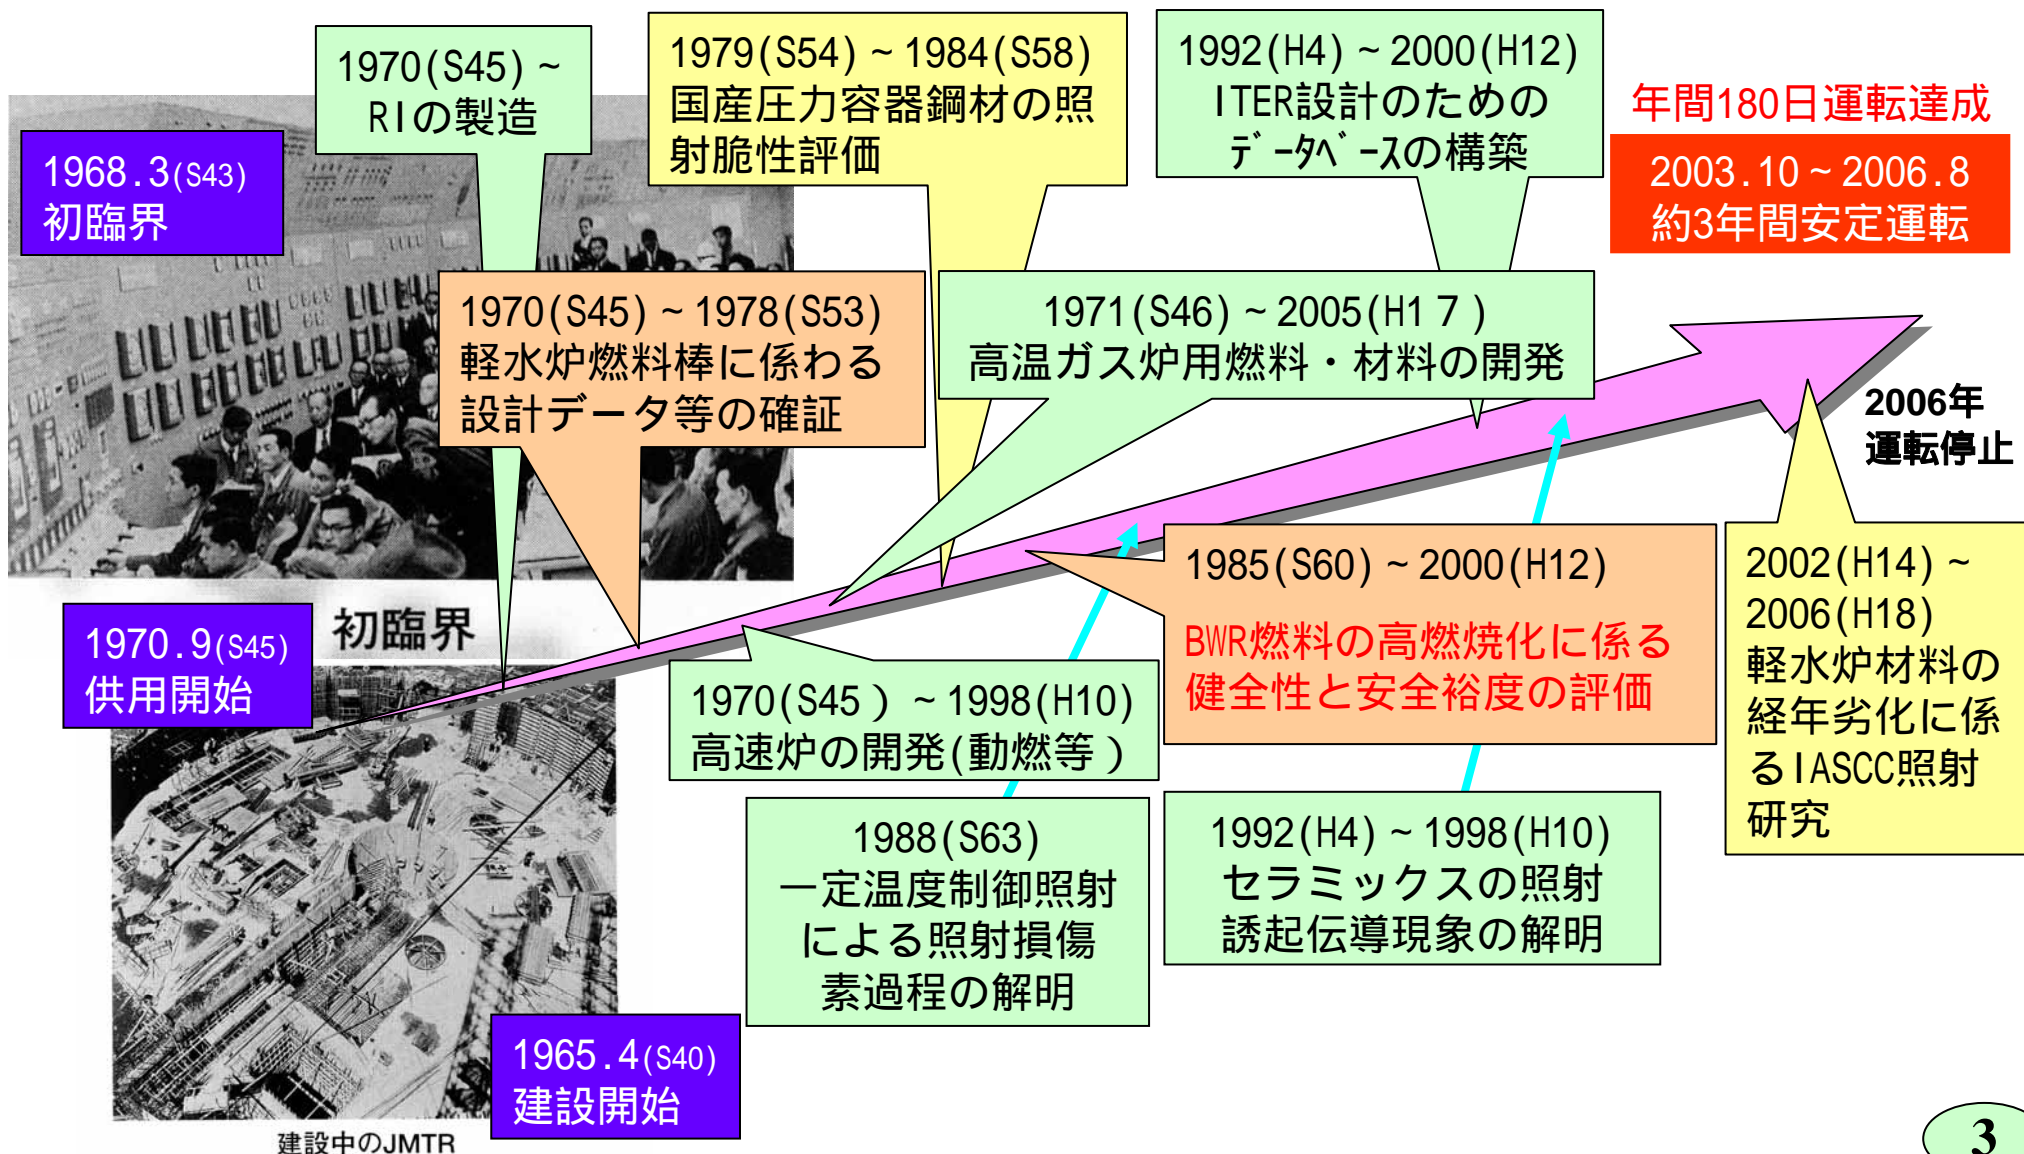 1970(S45)~
RIの製造
1979(S54)~1984(S58)
国産圧力容器鋼材の照
射脆性評価
1992(H4)~2000(H12)
ITER設計のための
ﾃﾞｰﾀﾍﾞｰｽの構築
年間180日運転達成
2003.10~2006.8
約3年間安定運転
1968.3(S43)
初臨界
1970(S45)~1978(S53)
軽水炉燃料棒に係わる
設計データ等の確証
1971(S46)~2005(H1７)
高温ガス炉用燃料・材料の開発
2006年
運転停止
初臨界
1970.9(S45)
供用開始
1985(S60)~2000(H12)
BWR燃料の高燃焼化に係る
健全性と安全裕度の評価
2002(H14)~
2006(H18)
軽水炉材料の
経年劣化に係
るIASCC照射
研究
1970(S45）~1998(H10)
高速炉の開発(動燃等）
1988(S63)
一定温度制御照射
による照射損傷
素過程の解明
1992(H4)~1998(H10)
セラミックスの照射
誘起伝導現象の解明
1965.4(S40)
建設開始
建設中のJMTR
3